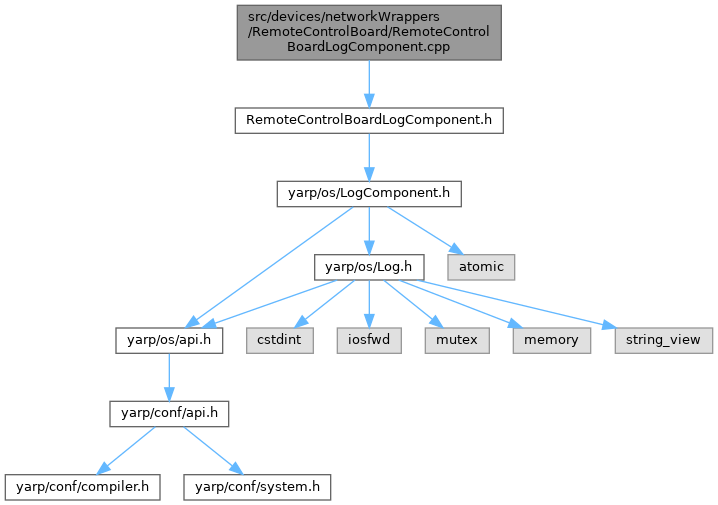 src/devices/networkWrappers
/RemoteControlBoard/RemoteControl
BoardLogComponent.cpp
RemoteControlBoardLogComponent.h
yarp/os/LogComponent.h
yarp/os/Log.h
atomic
yarp/os/api.h
cstdint
iosfwd
mutex
memory
string_view
yarp/conf/api.h
yarp/conf/compiler.h
yarp/conf/system.h